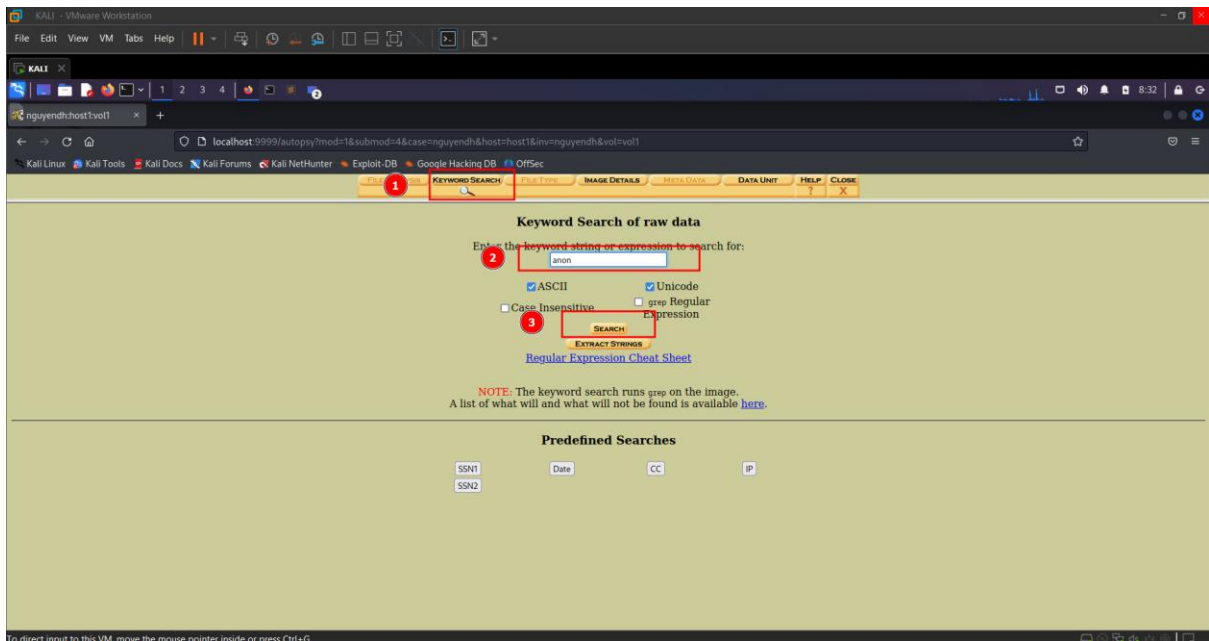 KALI - VMware Workstation
File Edit View VM Tabs Help
KALI
1 2 3 4
8:32
nguyendh:host1:vol1
localhost:9999/autopsy?mod=1&submod=4&case=nguyendh&host=host1&inv=nguyendh&vol=vol1
Kali Linux Kali Tools Kali Docs Kali Forums Kali NetHunter Exploit-DB Google Hacking DB OffSec
1 KEYWORD SEARCH FILE TYPE IMAGE DETAILS META DATA DATA UNIT HELP CLOSE
? X
Keyword Search of raw data
Enter the keyword string or expression to search for:
2 anon
ASCII Unicode
Case Insensitive grep Regular
Expression
3 SEARCH
EXTRACT STRINGS
Regular Expression Cheat Sheet
NOTE: The keyword search runs grep on the image.
A list of what will and what will not be found is available here.
Predefined Searches
SSN1 Date CC IP
SSN2
To direct input to this VM, move the mouse pointer inside or press Ctrl+G.